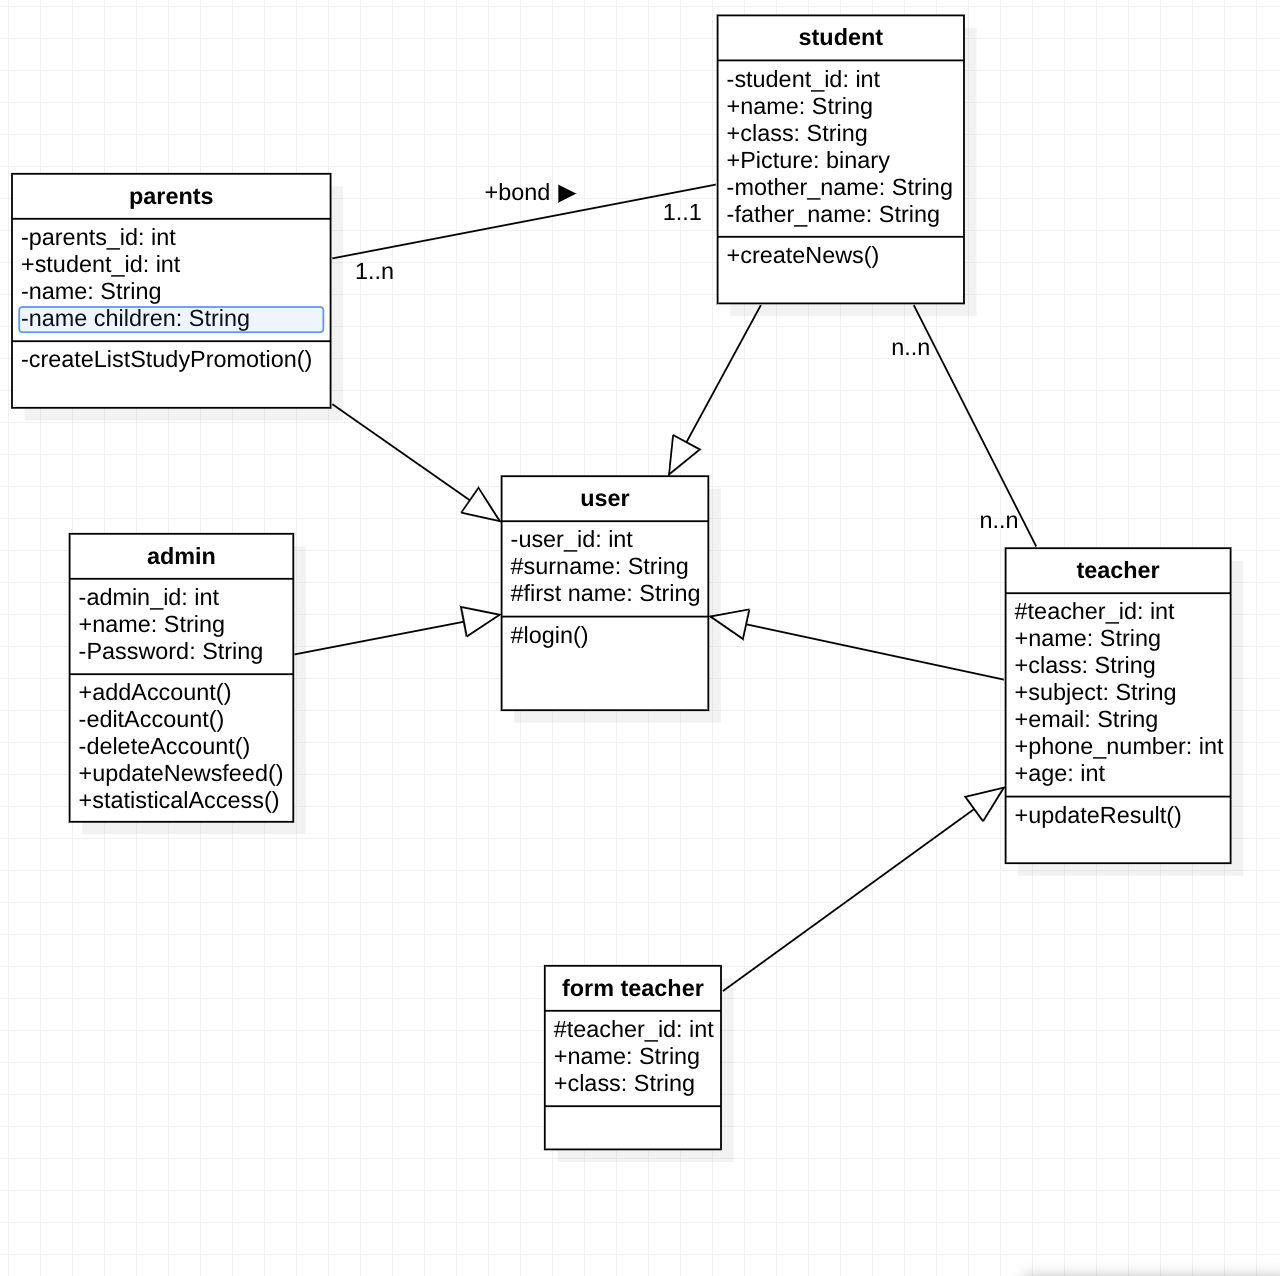 student
-student_id: int
+name: String
+class: String
+Picture: binary
-mother_name: String
-father_name: String
+createNews()
parents
-parents_id: int
+student_id: int
-name: String
-name children: String
-createListStudyPromotion()
+bond ▶
1..1
1..n
n..n
n..n
user
-user_id: int
#surname: String
#first name: String
#login()
admin
-admin_id: int
+name: String
-Password: String
+addAccount()
-editAccount()
-deleteAccount()
+updateNewsfeed()
+statisticalAccess()
teacher
#teacher_id: int
+name: String
+class: String
+subject: String
+email: String
+phone_number: int
+age: int
+updateResult()
form teacher
#teacher_id: int
+name: String
+class: String